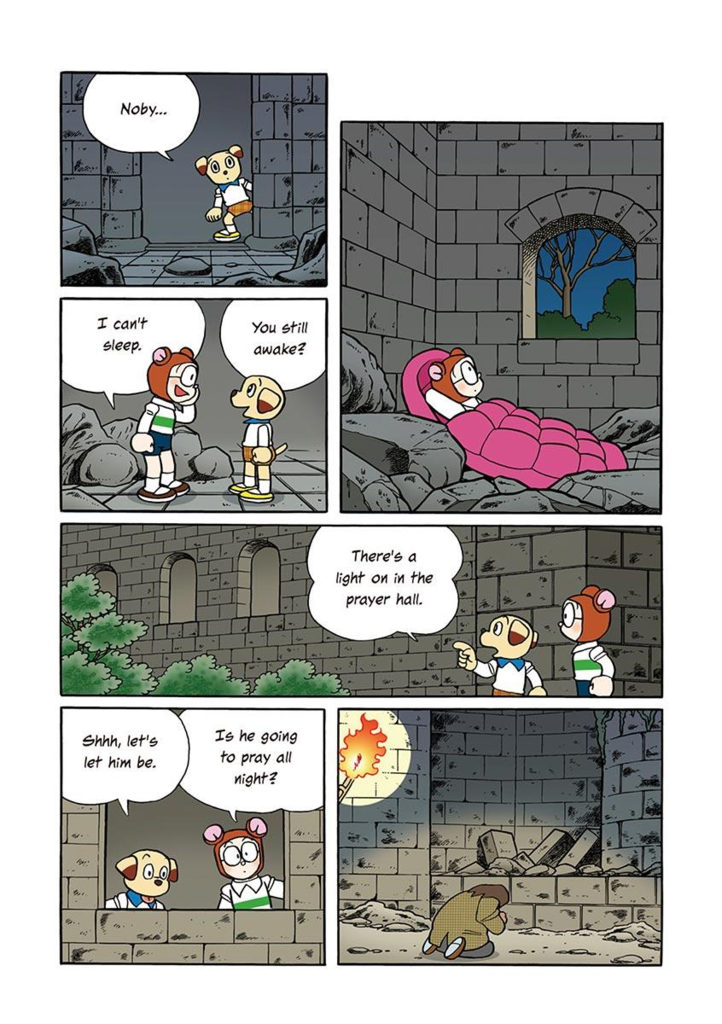 Noby...
You still
awake?
I can't
sleep.
There's a
light on in the
prayer hall.
Is he going
to pray all
night?
Shhh, let's
let him be.